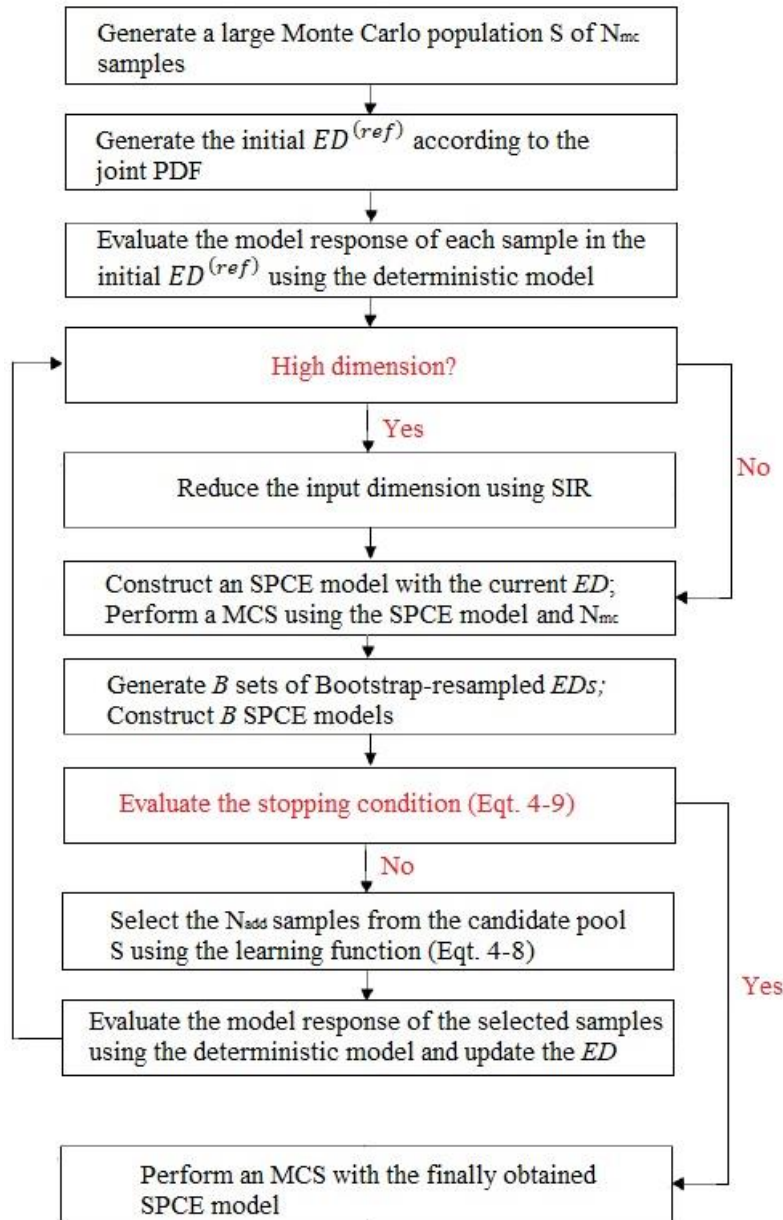 Generate a large Monte Carlo population S of Nmc
samples
Generate the initial ED(ref) according to the
joint PDF
Evaluate the model response of each sample in the
initial ED(ref) using the deterministic model
High dimension?
Yes
No
Reduce the input dimension using SIR
Construct an SPCE model with the current ED;
Perform a MCS using the SPCE model and Nmc
Generate B sets of Bootstrap-resampled EDs;
Construct B SPCE models
Evaluate the stopping condition (Eqt. 4-9)
No
Select the Nadd samples from the candidate pool
S using the learning function (Eqt. 4-8)
Yes
Evaluate the model response of the selected samples
using the deterministic model and update the ED
Perform an MCS with the finally obtained
SPCE model